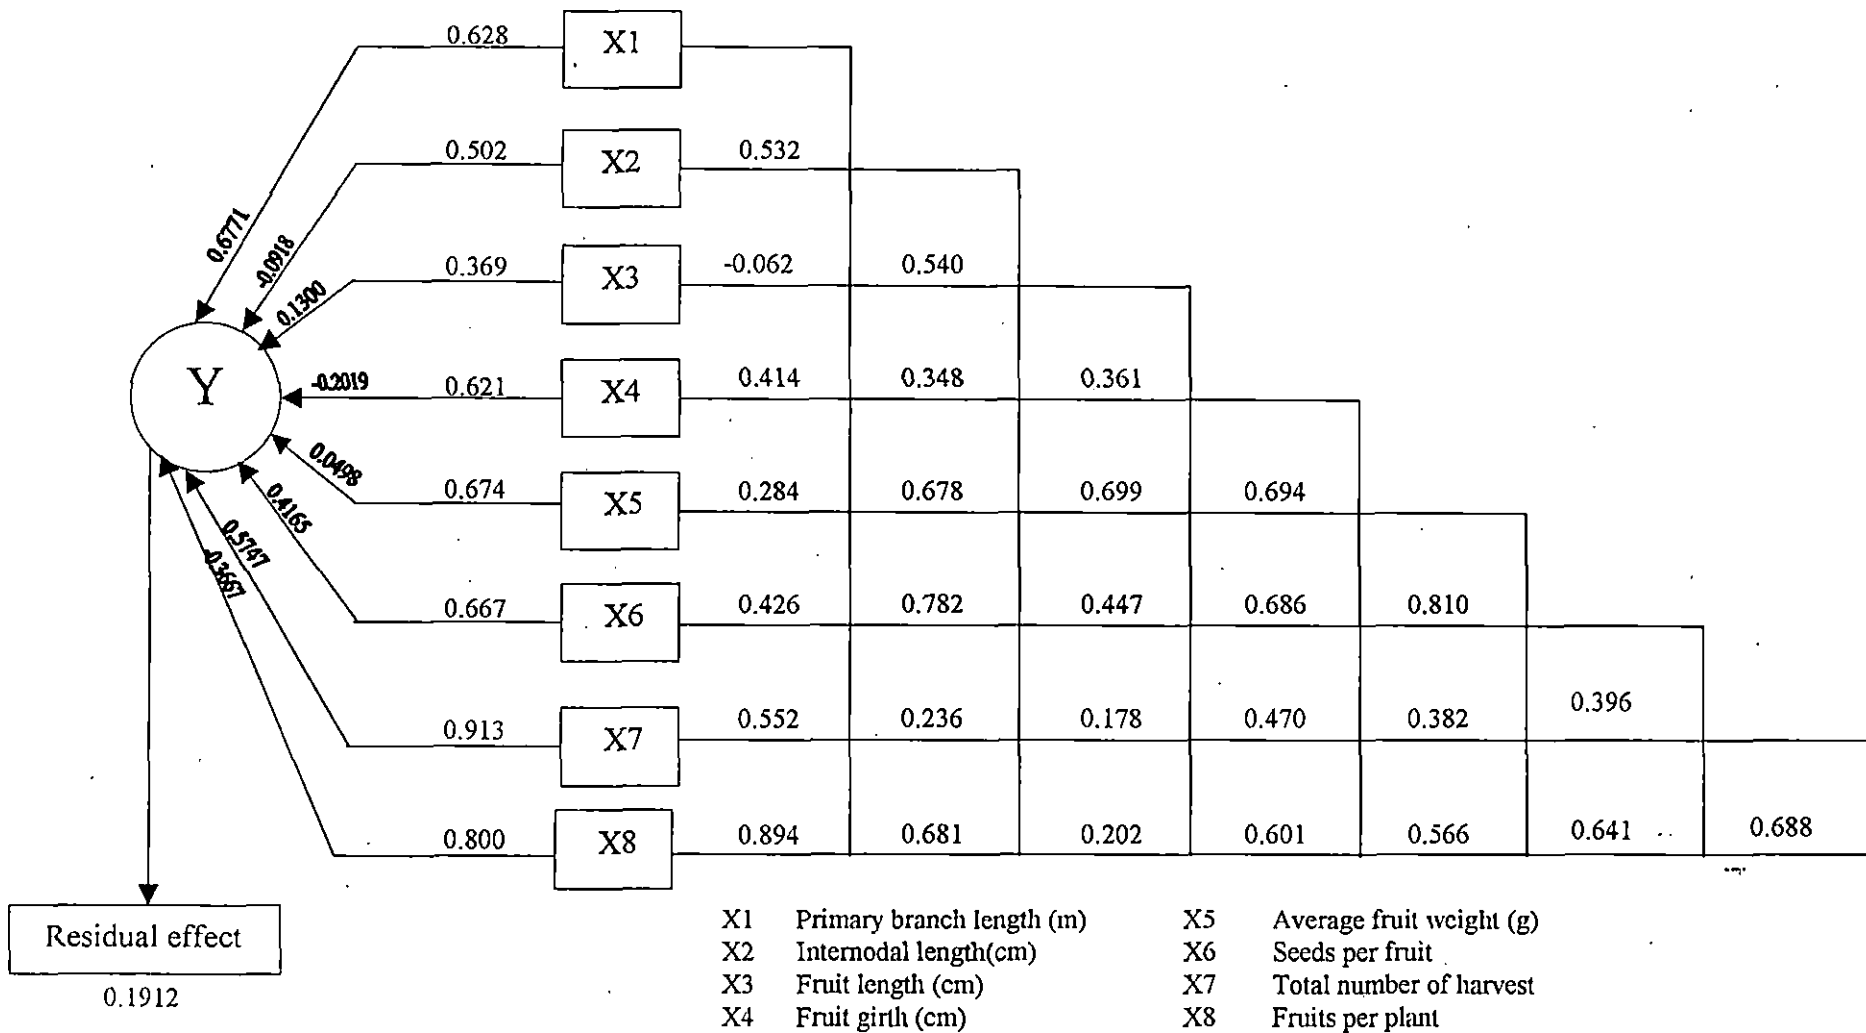 0.628 X1
0.502 X2 0.532
0.6771
-0.0918
0.369 X3 -0.062 0.540
0.1300
Y
-0.2019 0.621 X4 0.414 0.348 0.361
0.0498
0.674 X5 0.284 0.678 0.699 0.694
0.4165
0.5747
-0.3667
0.667 X6 0.426 0.782 0.447 0.686 0.810
0.913 X7 0.552 0.236 0.178 0.470 0.382 0.396
0.800 X8 0.894 0.681 0.202 0.601 0.566 0.641 0.688
Residual effect
0.1912
X1 Primary branch length (m) X5 Average fruit weight (g)
X2 Internodal length(cm) X6 Seeds per fruit
X3 Fruit length (cm) X7 Total number of harvest
X4 Fruit girth (cm) X8 Fruits per plant